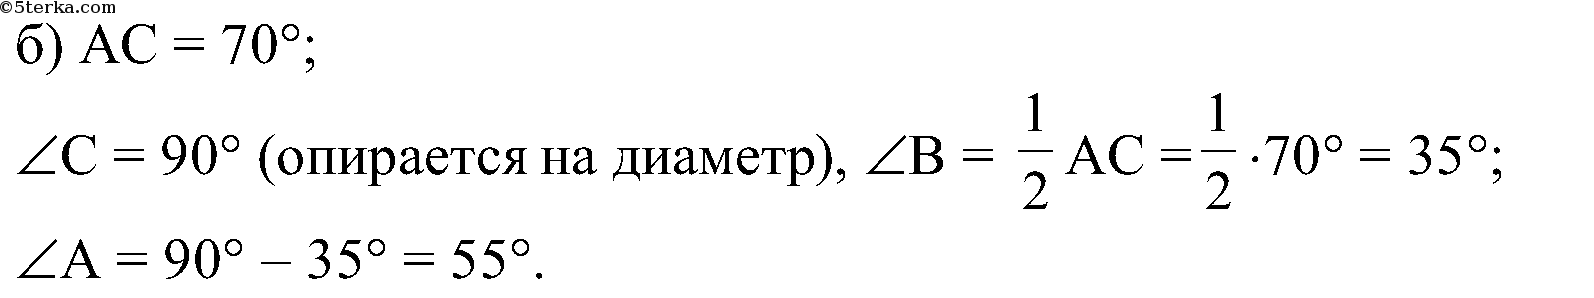 ©5terka.com
б) AC = 70°;
∠C = 90° (опирается на диаметр), ∠B = 1/2 AC = 1/2 ·70° = 35°;
∠A = 90° – 35° = 55°.